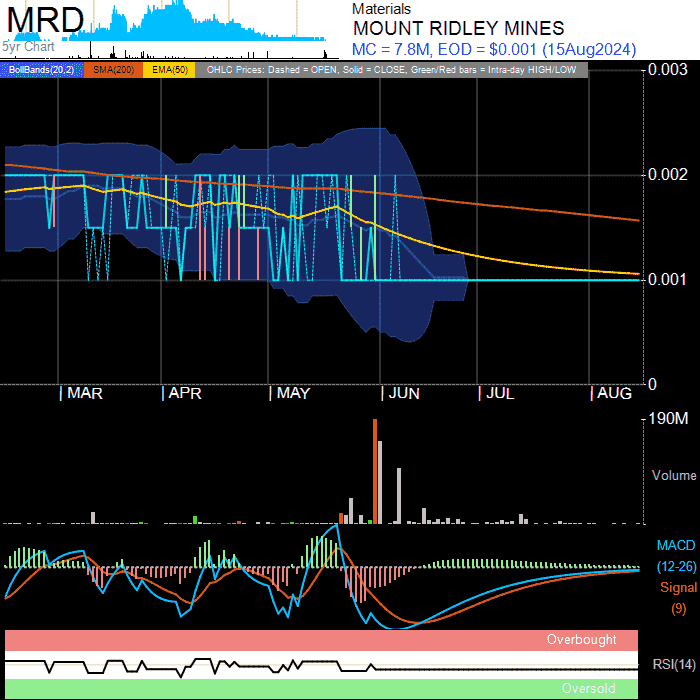 MRD
5yr Chart
Materials
MOUNT RIDLEY MINES
MC = 7.8M, EOD = $0.001 (15Aug2024)
BollBands(20,2) SMA(200) EMA(50) OHLC Prices: Dashed = OPEN, Solid = CLOSE, Green/Red bars = Intra-day HIGH/LOW
0.003
0.002
0.001
0
MAR APR MAY JUN JUL AUG
190M
Volume
MACD
(12-26)
Signal
(9)
Overbought
RSI(14)
Oversold